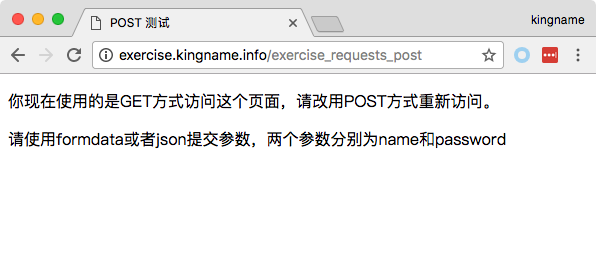 POST 测试
kingname
exercise.kingname.info/exercise_requests_post
你现在使用的是GET方式访问这个页面，请改用POST方式重新访问。
请使用formdata或者json提交参数，两个参数分别为name和password